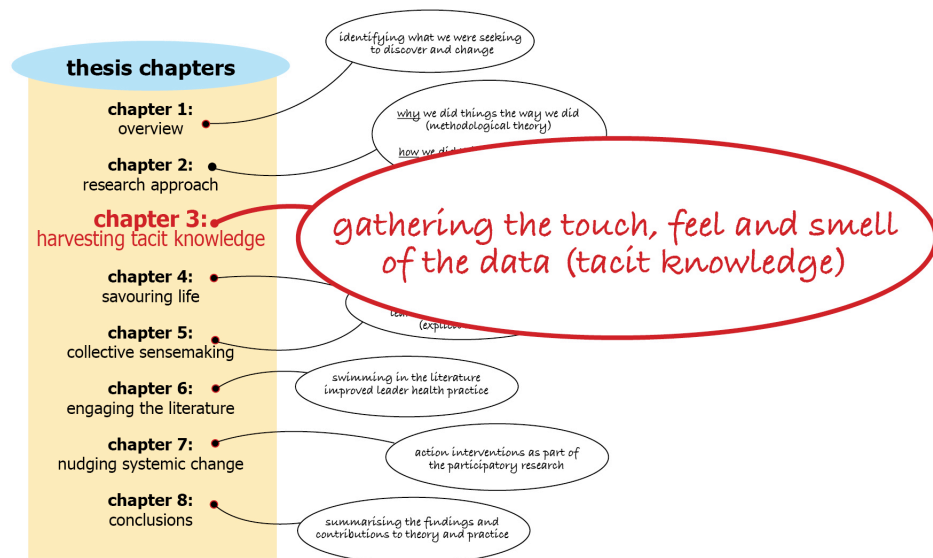 thesis chapters
chapter 1:
overview
chapter 2:
research approach
chapter 3:
harvesting tacit knowledge
chapter 4:
savouring life
chapter 5:
collective sensemaking
chapter 6:
engaging the literature
chapter 7:
nudging systemic change
chapter 8:
conclusions
identifying what we were seeking
to discover and change
why we did things the way we did
(methodological theory)
how we did
gathering the touch, feel and smell
of the data (tacit knowledge)
swimming in the literature
improved leader health practice
action interventions as part of
the participatory research
summarising the findings and
contributions to theory and practice